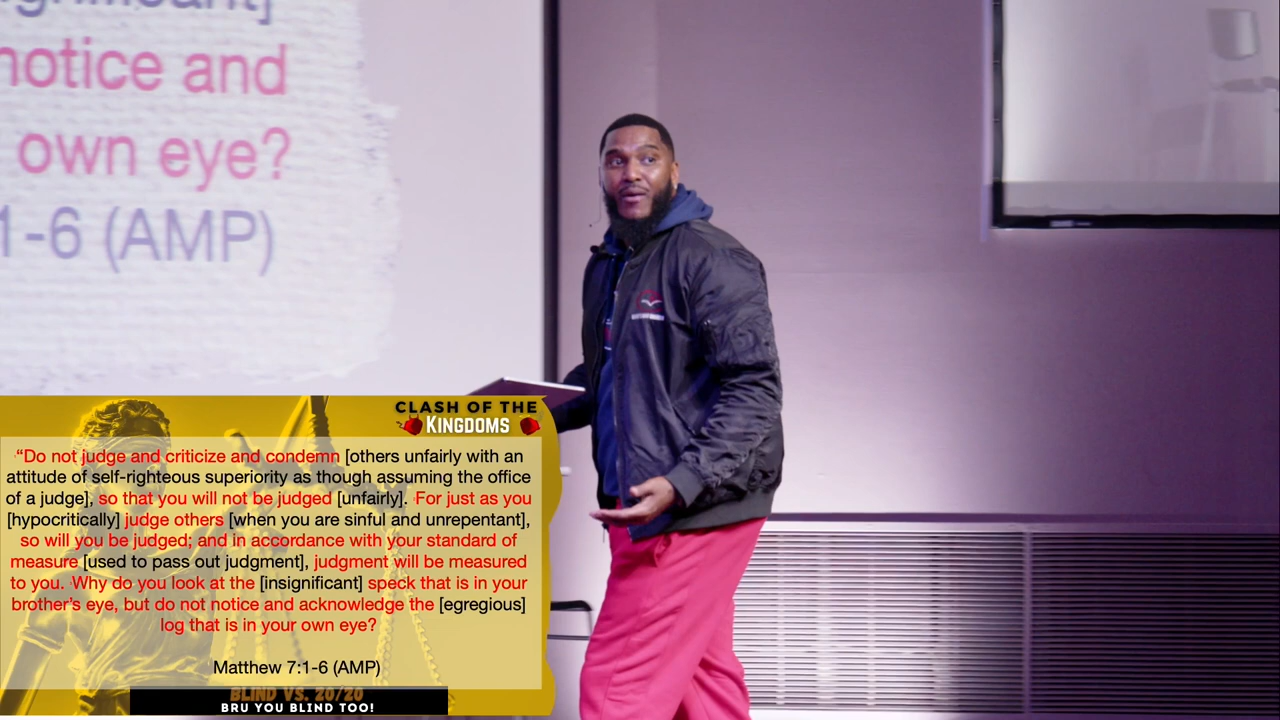 notice and
own eye?
1-6 (AMP)
CLASH OF THE
KINGDOMS
“Do not judge and criticize and condemn [others unfairly with an
attitude of self-righteous superiority as though assuming the office
of a judge], so that you will not be judged [unfairly]. For just as you
[hypocritically] judge others [when you are sinful and unrepentant],
so will you be judged; and in accordance with your standard of
measure [used to pass out judgment], judgment will be measured
to you. Why do you look at the [insignificant] speck that is in your
brother's eye, but do not notice and acknowledge the [egregious]
log that is in your own eye?
Matthew 7:1-6 (AMP)
BLIND VS. 20/20
BRU YOU BLIND TOO!